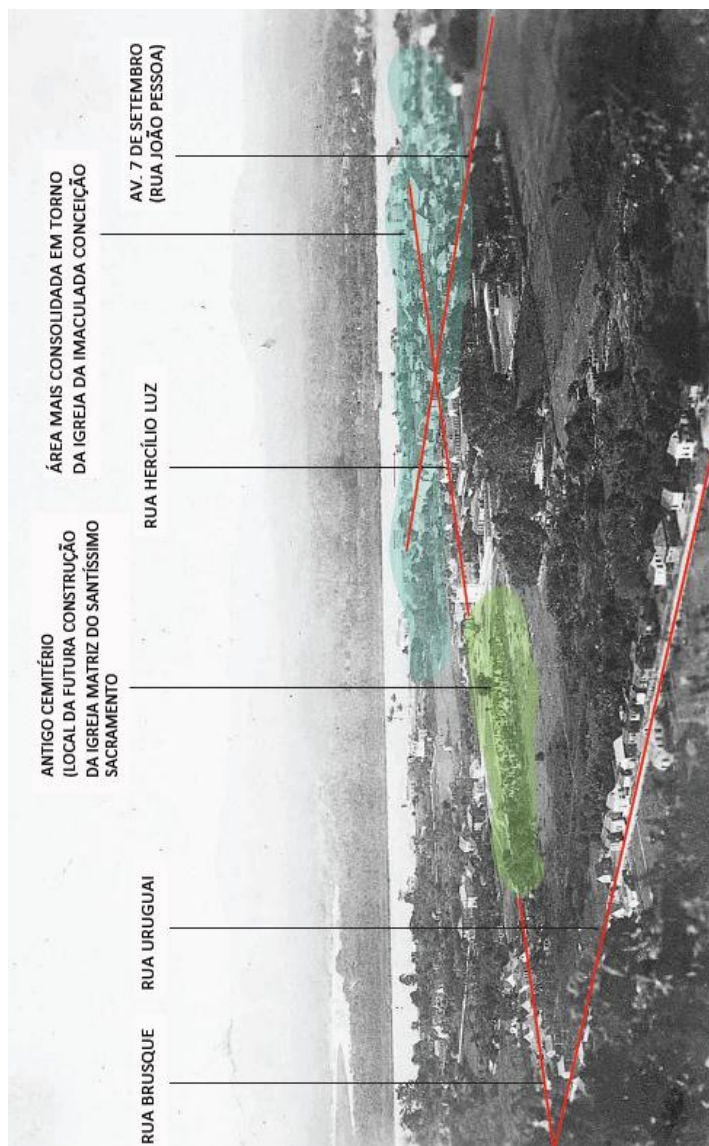 RUA BRUSQUE
RUA URUGUAI
ANTIGO CEMITÉRIO
(LOCAL DA FUTURA CONSTRUÇÃO
DA IGREJA MATRIZ DO SANTÍSSIMO
SACRAMENTO
RUA HERCÍLIO LUZ
ÁREA MAIS CONSOLIDADA EM TORNO
DA IGREJA DA IMACULADA CONCEIÇÃO
AV. 7 DE SETEMBRO
(RUA JOÃO PESSOA)